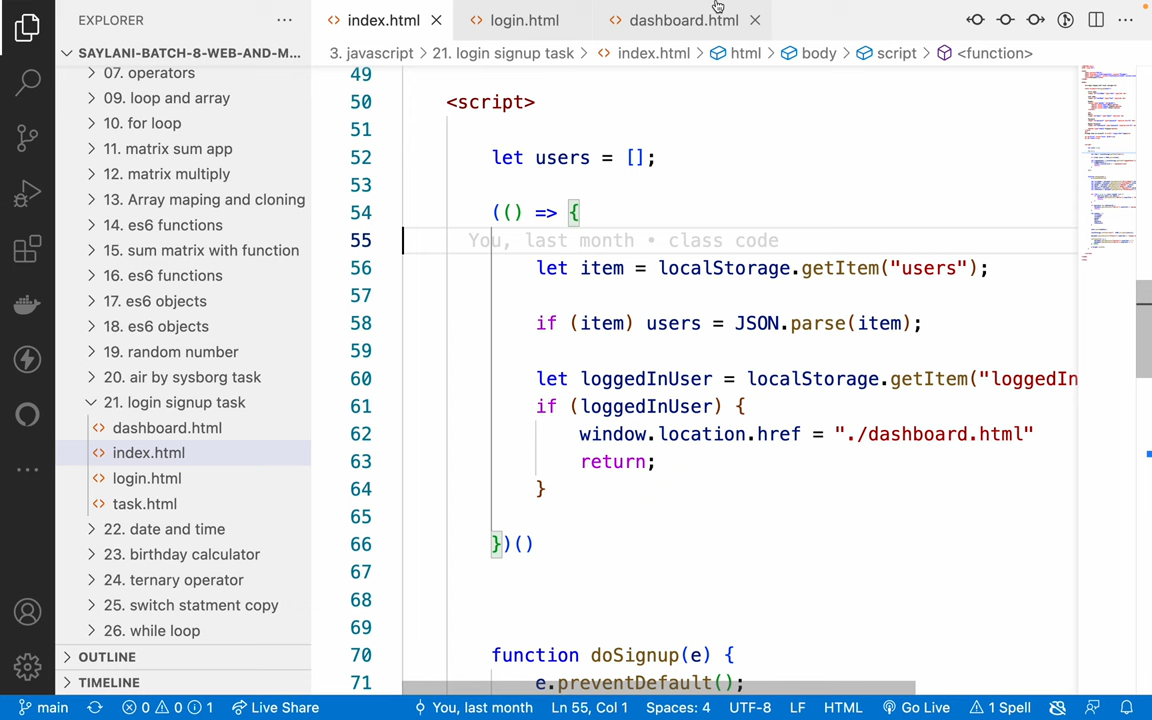 EXPLORER
SAYLANI-BATCH-8-WEB-AND-M...
07. operators
09. loop and array
10. for loop
11. matrix sum app
12. matrix multiply
13. Array maping and cloning
14. es6 functions
15. sum matrix with function
16. es6 functions
17. es6 objects
18. es6 objects
19. random number
20. air by sysborg task
21. login signup task
dashboard.html
index.html
login.html
task.html
22. date and time
23. birthday calculator
24. ternary operator
25. switch statment copy
26. while loop
OUTLINE
TIMELINE
index.html login.html dashboard.html
3. javascript > 21. login signup task > index.html > html > body > script > <function>
49
50 <script>
51
52 let users = [];
53
54 (() => {
55 You, last month • class code
56 let item = localStorage.getItem("users");
57
58 if (item) users = JSON.parse(item);
59
60 let loggedInUser = localStorage.getItem("loggedIn
61 if (loggedInUser) {
62 window.location.href = "./dashboard.html"
63 return;
64 }
65
66 })()
67
68
69
70 function doSignup(e) {
71 e.preventDefault();
main 0 0 1 Live Share You, last month Ln 55, Col 1 Spaces: 4 UTF-8 LF HTML Go Live 1 Spell